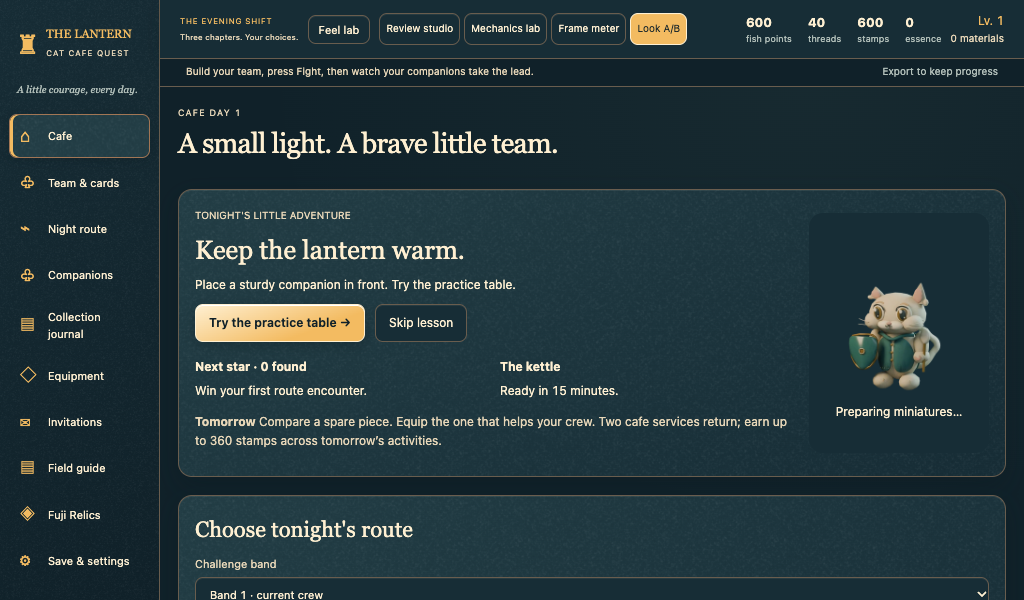 THE LANTERN
CAT CAFE QUEST
A little courage, every day.
Cafe
Team & cards
Night route
Companions
Collection
journal
Equipment
Invitations
Field guide
Fuji Relics
Save & settings
THE EVENING SHIFT
Three chapters. Your choices.
Feel lab
Review studio
Mechanics lab
Frame meter
Look A/B
600
fish points
40
threads
600
stamps
0
essence
Lv. 1
0 materials
Build your team, press Fight, then watch your companions take the lead.
Export to keep progress
CAFE DAY 1
A small light. A brave little team.
TONIGHT'S LITTLE ADVENTURE
Keep the lantern warm.
Place a sturdy companion in front. Try the practice table.
Try the practice table →
Skip lesson
Next star · 0 found
Win your first route encounter.
The kettle
Ready in 15 minutes.
Tomorrow Compare a spare piece. Equip the one that helps your crew. Two cafe services return; earn up
to 360 stamps across tomorrow’s activities.
Preparing miniatures…
Choose tonight's route
Challenge band
Band 1 · current crew